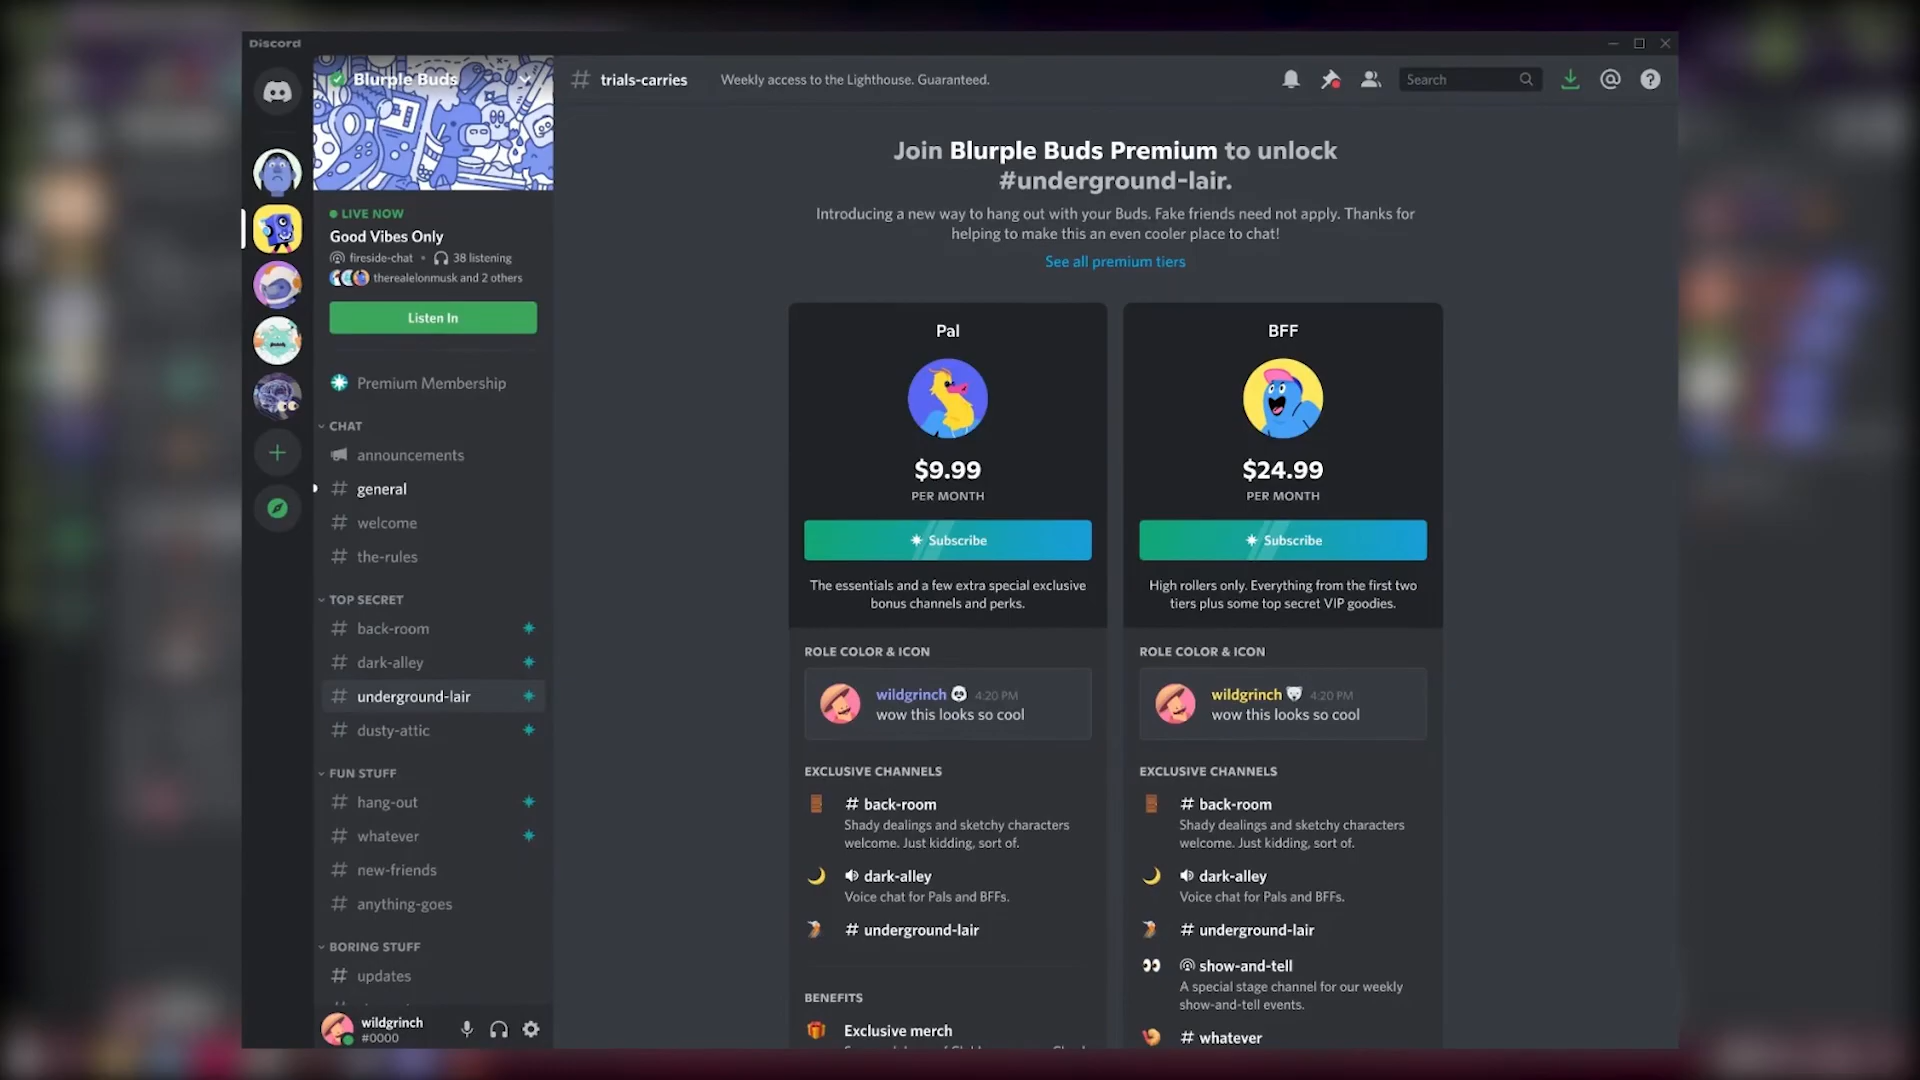 Discord
Blurple Buds
LIVE NOW
Good Vibes Only
fireside-chat • 38 listening
therealelonmusk and 2 others
Listen In
Premium Membership
CHAT
announcements
# general
# welcome
# the-rules
TOP SECRET
# back-room
# dark-alley
# underground-lair
# dusty-attic
FUN STUFF
# hang-out
# whatever
# new-friends
# anything-goes
BORING STUFF
# updates
wildgrinch
#0000
# trials-carries
Weekly access to the Lighthouse. Guaranteed.
Search
Join Blurple Buds Premium to unlock
#underground-lair.
Introducing a new way to hang out with your Buds. Fake friends need not apply. Thanks for
helping to make this an even cooler place to chat!
See all premium tiers
Pal
$9.99
PER MONTH
Subscribe
The essentials and a few extra special exclusive
bonus channels and perks.
ROLE COLOR & ICON
wildgrinch 4:20 PM
wow this looks so cool
EXCLUSIVE CHANNELS
# back-room
Shady dealings and sketchy characters
welcome. Just kidding, sort of.
dark-alley
Voice chat for Pals and BFFs.
# underground-lair
BENEFITS
Exclusive merch
BFF
$24.99
PER MONTH
Subscribe
High rollers only. Everything from the first two
tiers plus some top secret VIP goodies.
ROLE COLOR & ICON
wildgrinch 4:20 PM
wow this looks so cool
EXCLUSIVE CHANNELS
# back-room
Shady dealings and sketchy characters
welcome. Just kidding, sort of.
dark-alley
Voice chat for Pals and BFFs.
# underground-lair
show-and-tell
A special stage channel for our weekly
show-and-tell events.
# whatever